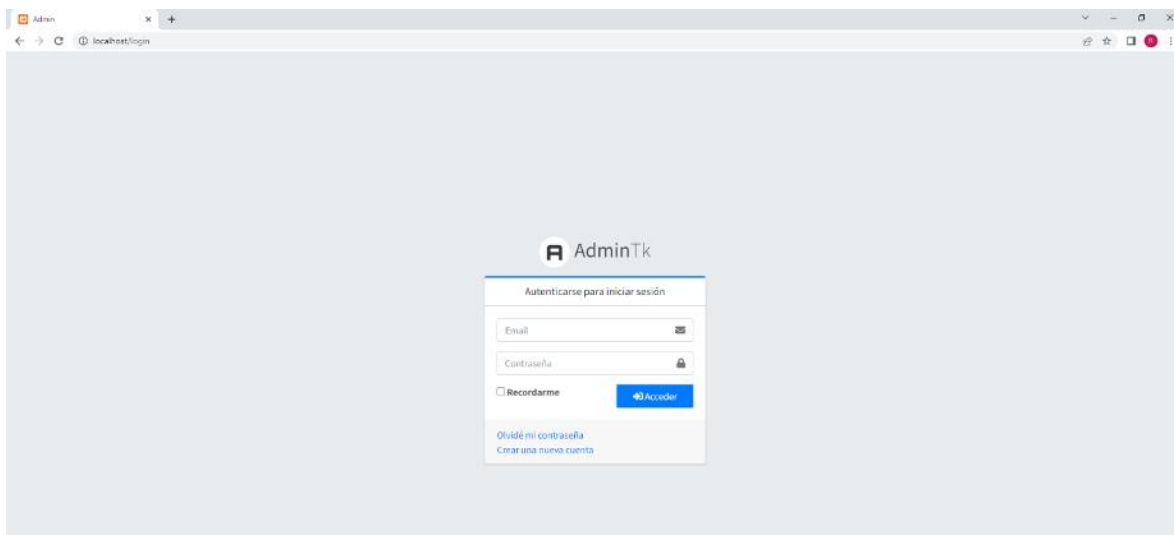 Admin
localhost/login
AdminTk
Autenticarse para iniciar sesión
Email
Contraseña
Recordarme
Acceder
Olvidé mi contraseña
Crear una nueva cuenta